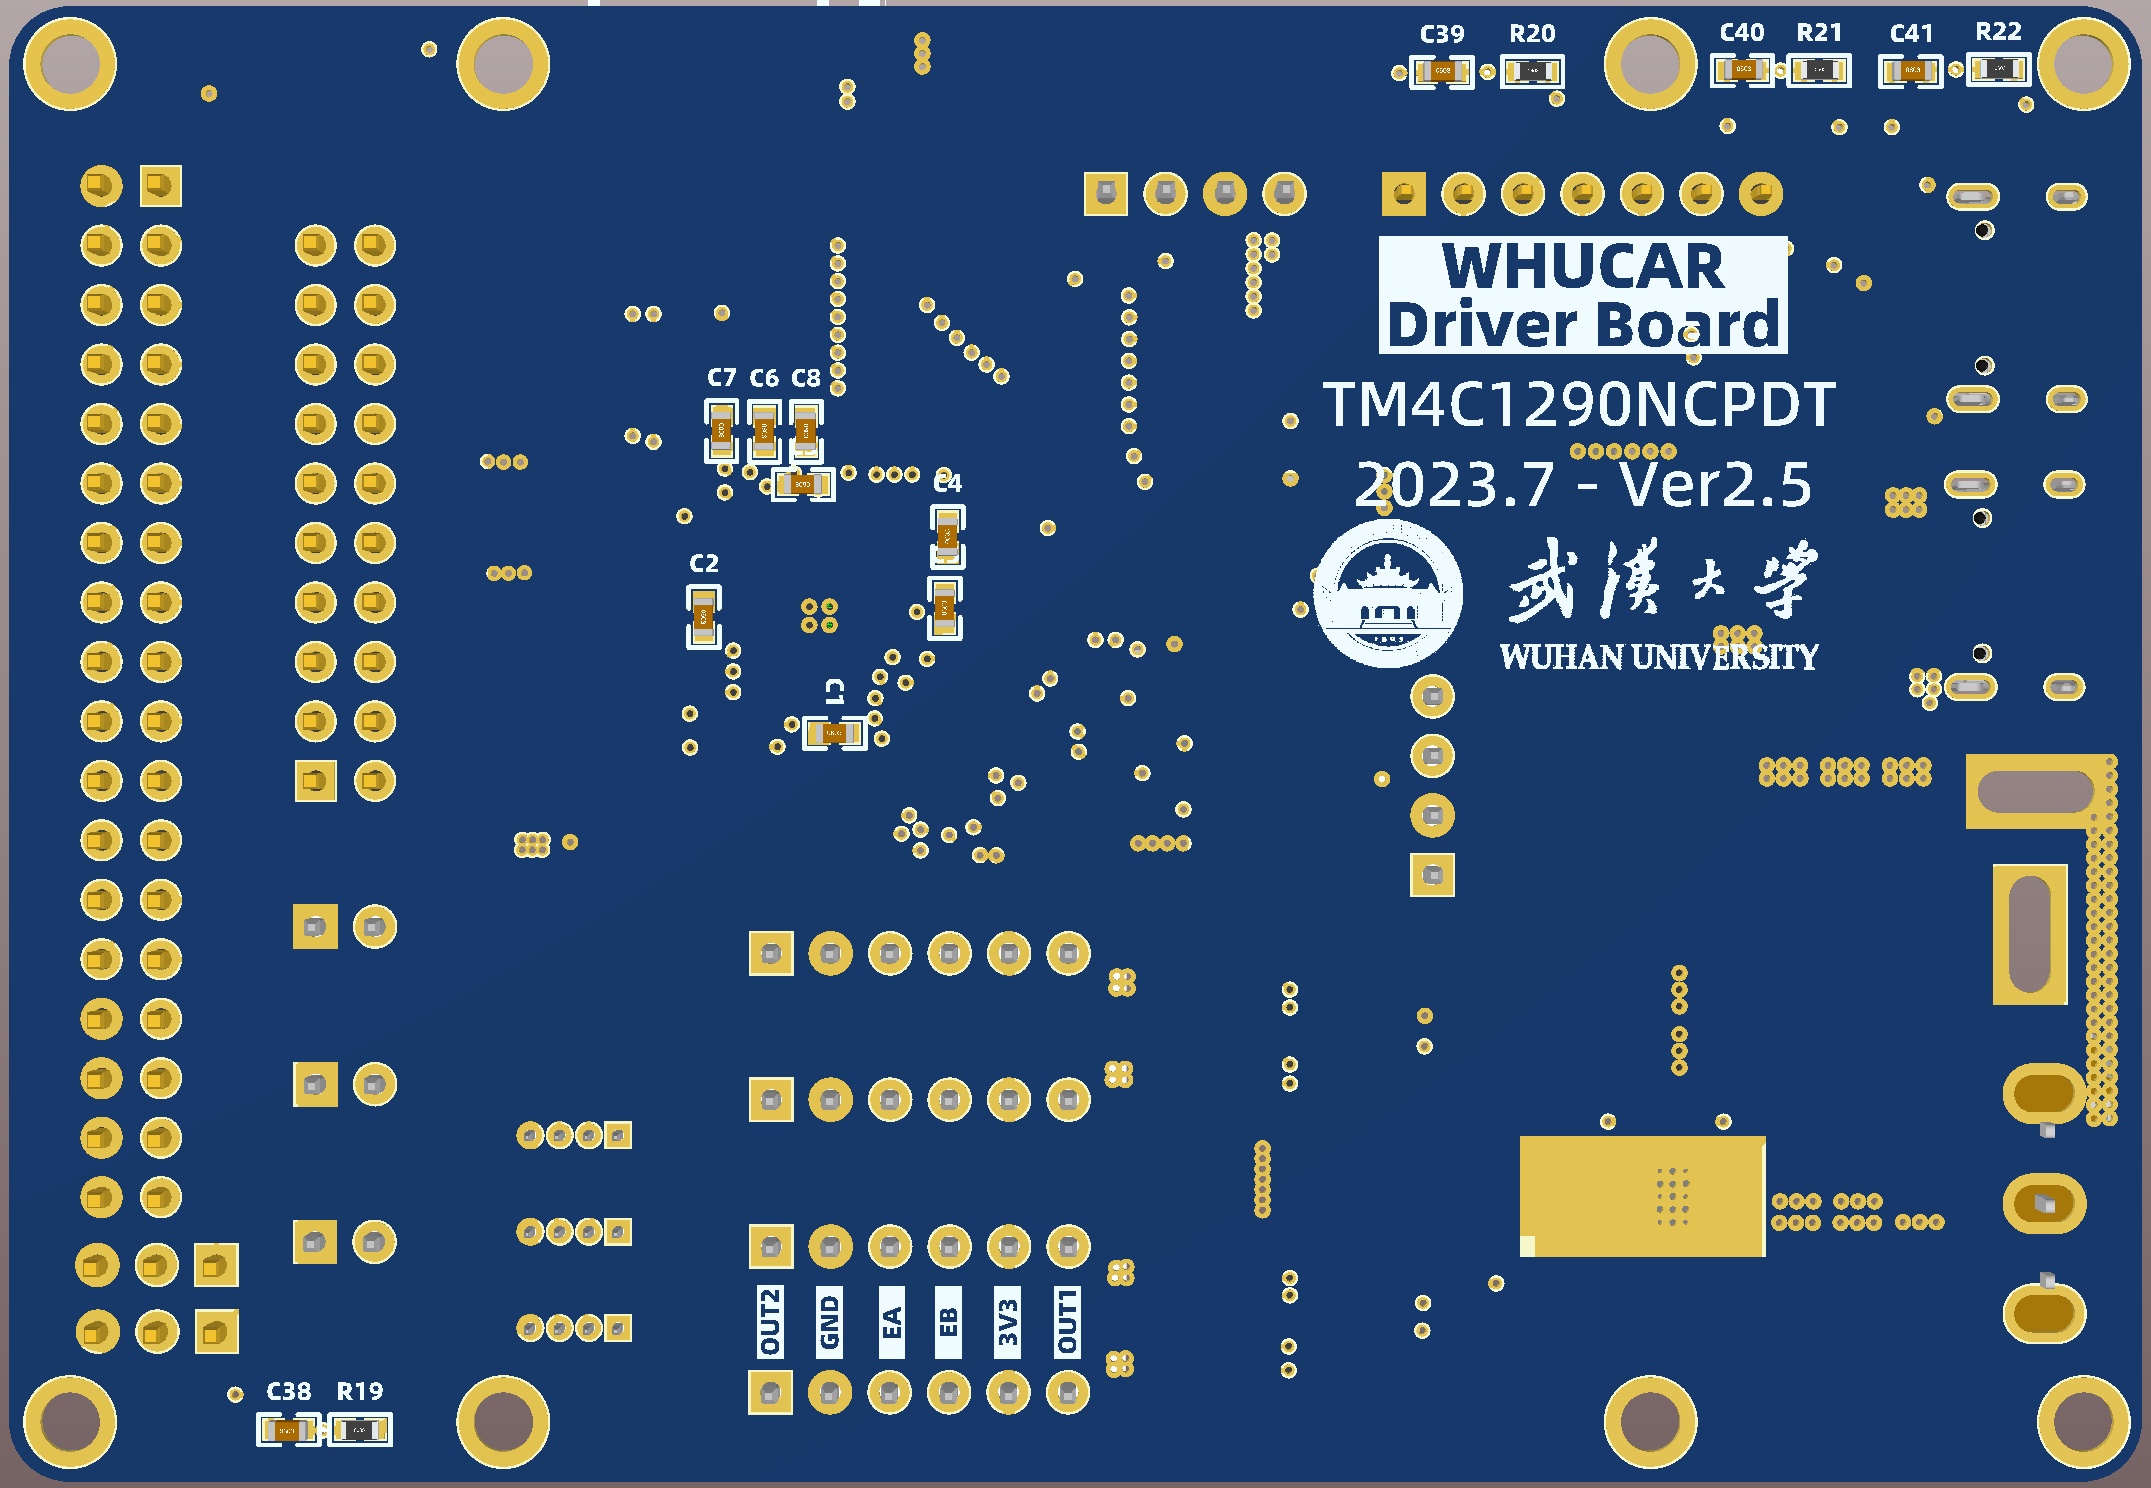 C39 R20 C40 R21 C41 R22
WHUCAR
Driver Board
TM4C1290NCPDT
2023.7 - Ver2.5
武漢大学
WUHAN UNIVERSITY
C7 C6 C8
C4
C2
C1
OUT2 GND EA EB 3V3 OUT1
C38 R19